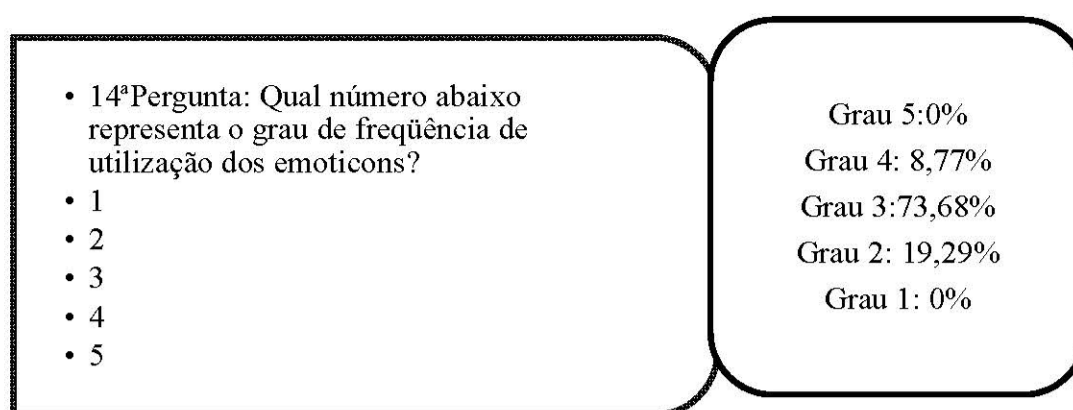 • 14ªPergunta: Qual número abaixo
representa o grau de freqüência de
utilização dos emoticons?
• 1
• 2
• 3
• 4
• 5
Grau 5:0%
Grau 4: 8,77%
Grau 3:73,68%
Grau 2: 19,29%
Grau 1: 0%